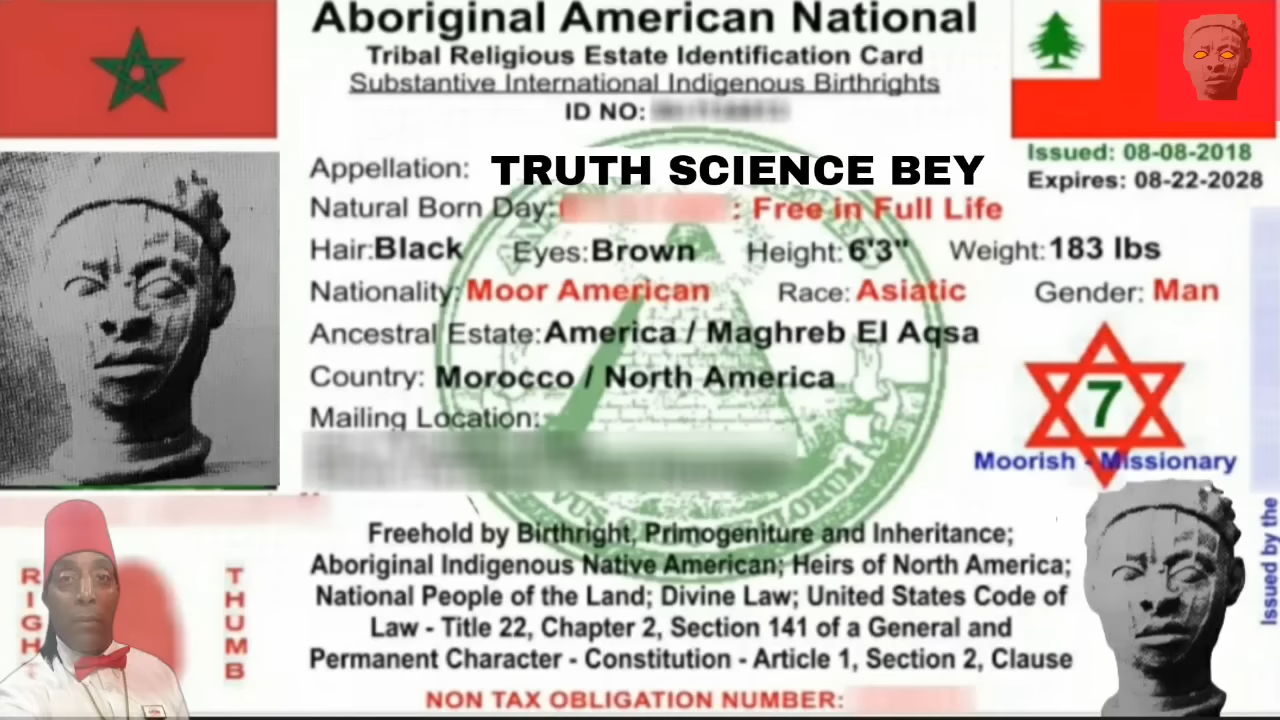 Aboriginal American National
Tribal Religious Estate Identification Card
Substantive International Indigenous Birthrights
ID NO:
Issued: 08-08-2018
Expires: 08-22-2028
Appellation: TRUTH SCIENCE BEY
Natural Born Day: : Free in Full Life
Hair:Black Eyes:Brown Height: 6'3" Weight:183 lbs
Nationality:Moor American Race: Asiatic Gender: Man
Ancestral Estate:America / Maghreb El Aqsa
Country: Morocco / North America
Mailing Location:
7
Moorish - Missionary
Freehold by Birthright, Primogeniture and Inheritance;
Aboriginal Indigenous Native American; Heirs of North America;
National People of the Land; Divine Law; United States Code of
Law - Title 22, Chapter 2, Section 141 of a General and
Permanent Character - Constitution - Article 1, Section 2, Clause
NON TAX OBLIGATION NUMBER:
RIGHT
THUMB
Issued by the